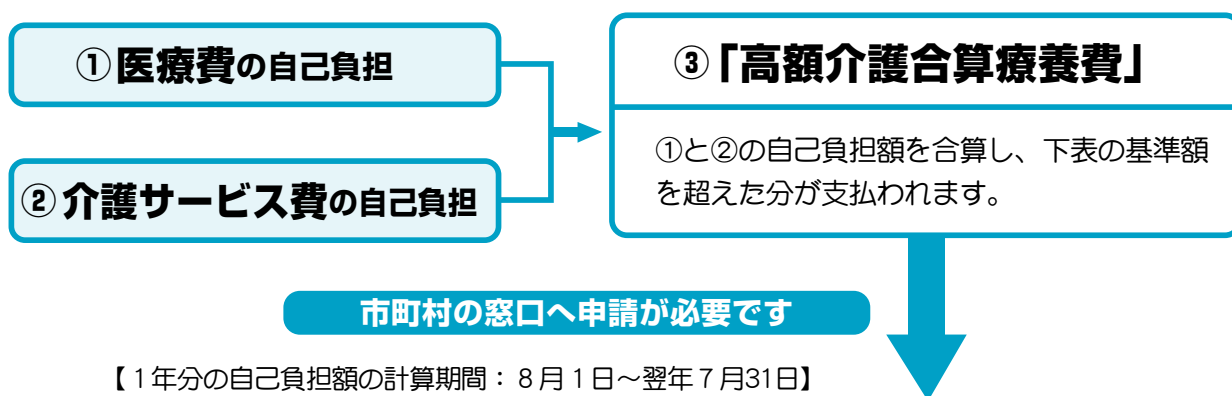 ①医療費の自己負担
②介護サービス費の自己負担
③「高額介護合算療養費」
①と②の自己負担額を合算し、下表の基準額
を超えた分が支払われます。
市町村の窓口へ申請が必要です
【１年分の自己負担額の計算期間：８月１日～翌年７月31日】